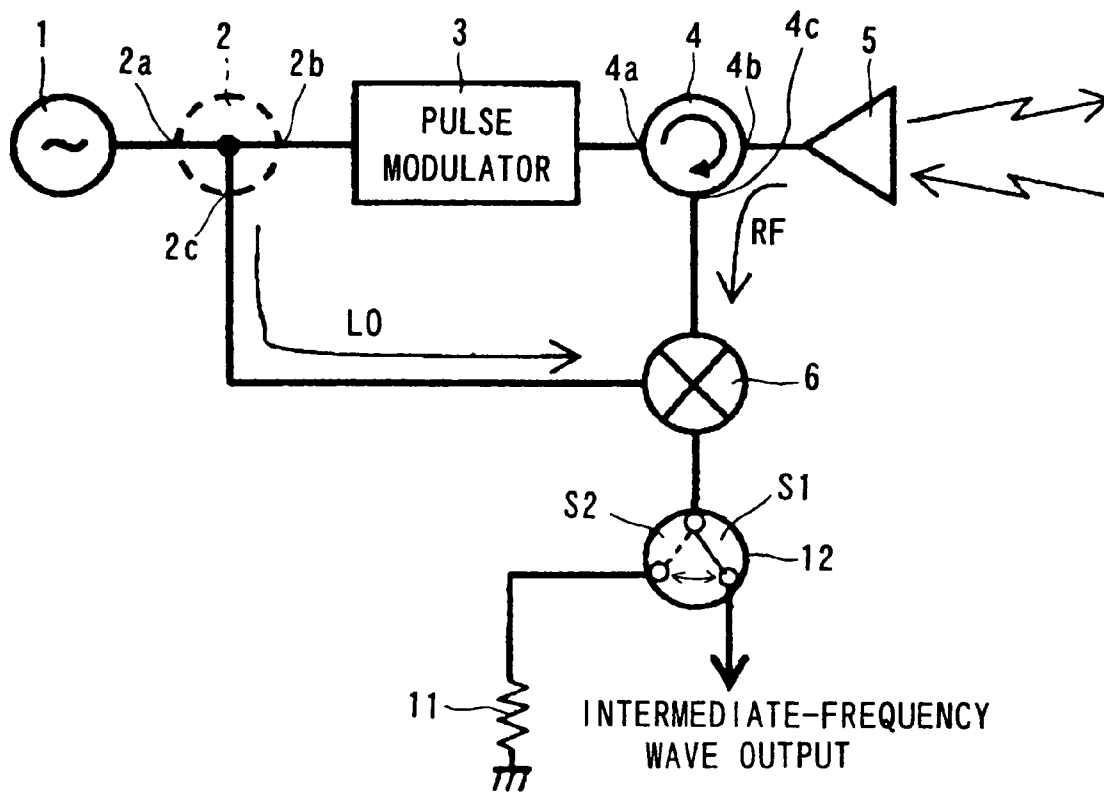 1
2
3
4
4c
2a
2b
4a
4b
5
~
PULSE
MODULATOR
2c
RF
LO
6
S2
S1
12
11
INTERMEDIATE-FREQUENCY
WAVE OUTPUT